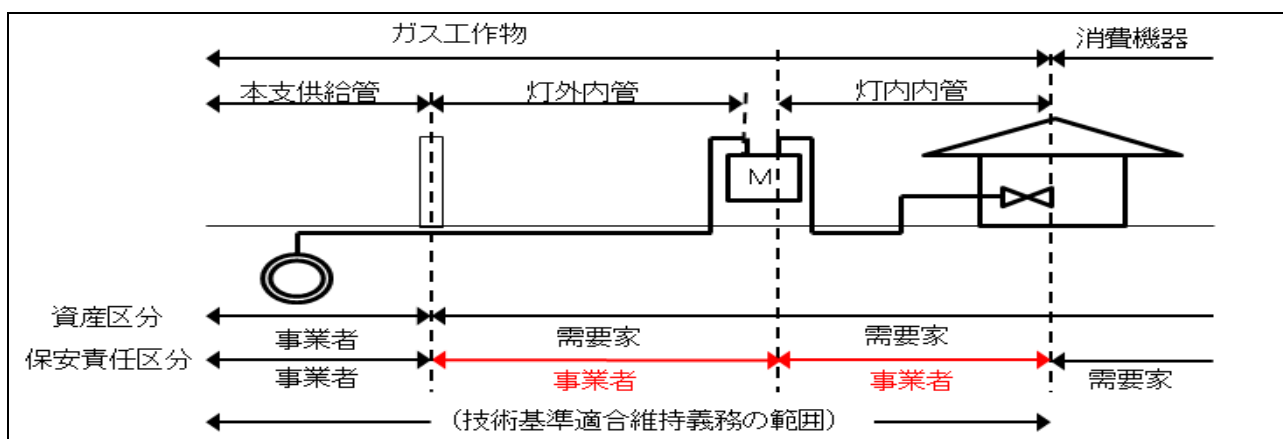 ガス工作物 消費機器
本支供給管 灯外内管 灯内内管
M
資産区分 事業者 需要家 需要家
保安責任区分 事業者 事業者 事業者 需要家
(技術基準適合維持義務の範囲)